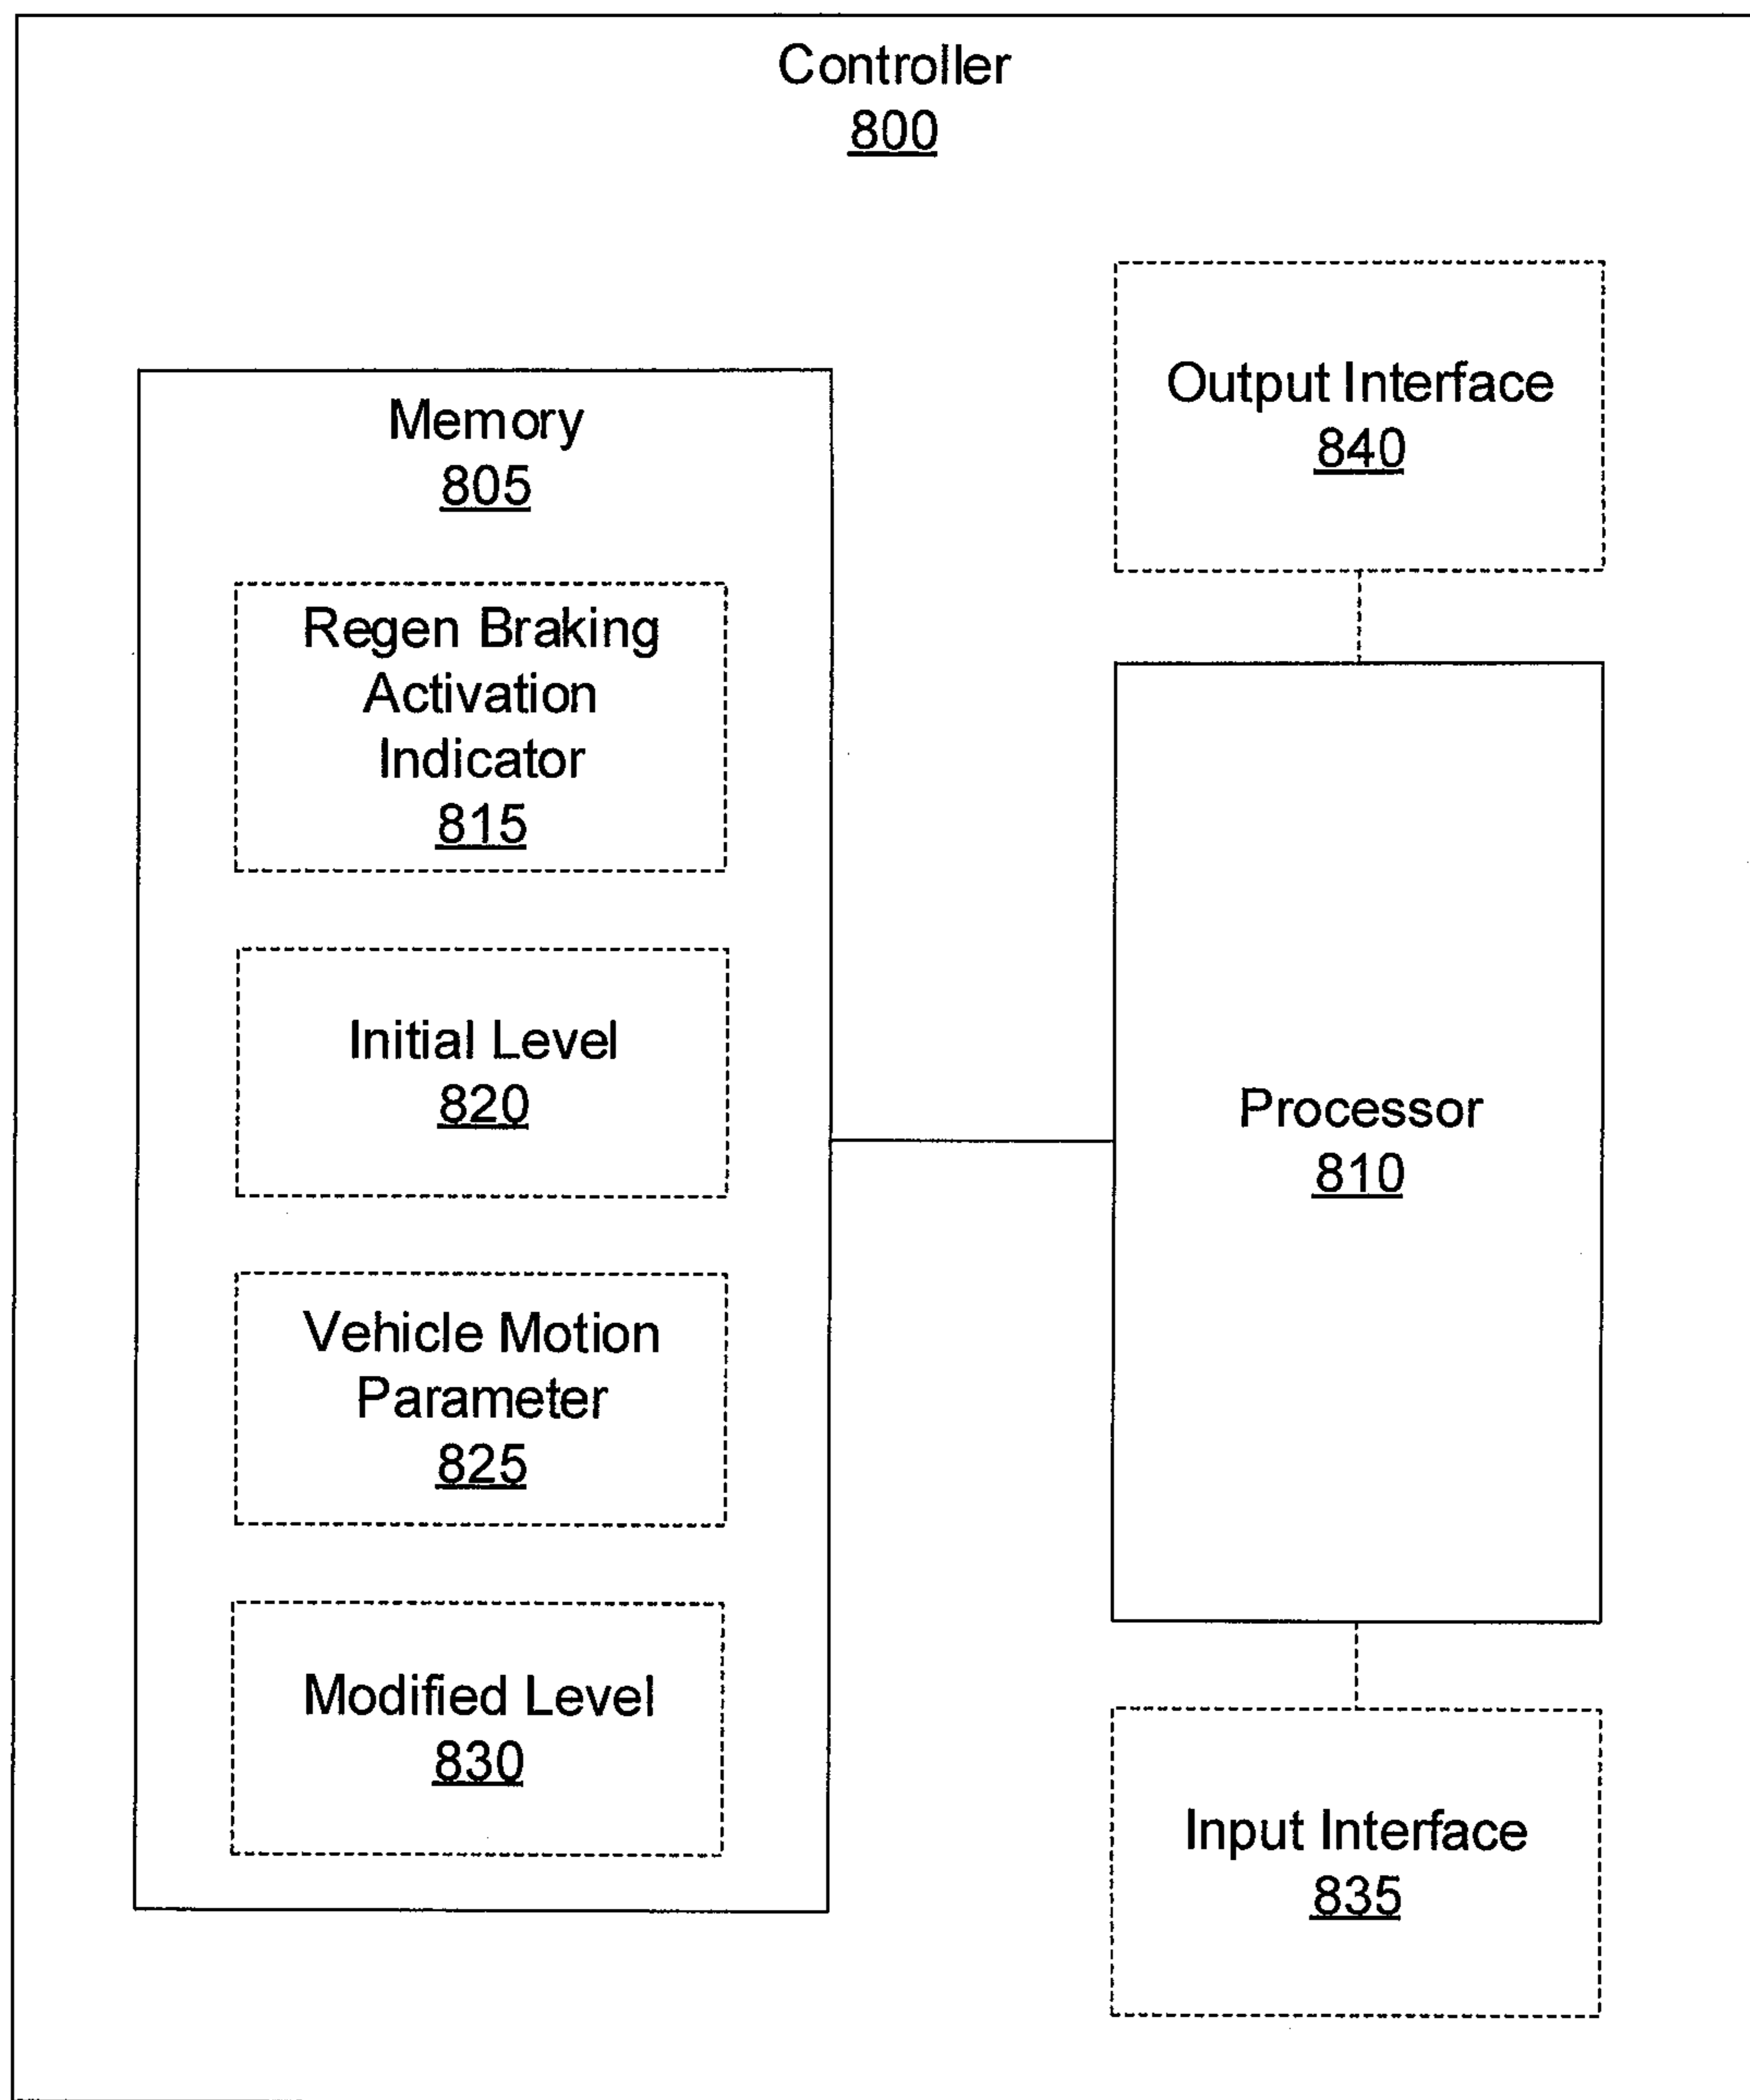 Controller
800
Memory
805
Regen Braking
Activation
Indicator
815
Initial Level
820
Vehicle Motion
Parameter
825
Modified Level
830
Output Interface
840
Processor
810
Input Interface
835